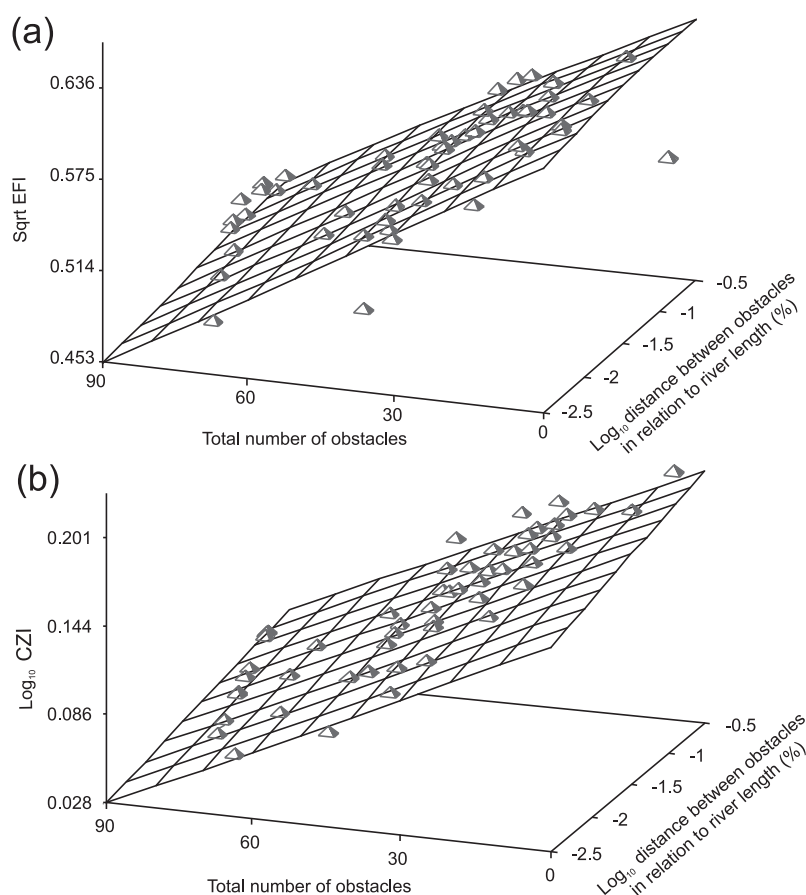 (a)
0.636
0.575
0.514
0.453
Sqrt EFI
90
60
30
0
Total number of obstacles
-0.5
-1
-1.5
-2
-2.5
Log₁₀ distance between obstacles
in relation to river length (%)
(b)
0.201
0.144
0.086
0.028
Log₁₀ CZI
90
60
30
0
Total number of obstacles
-0.5
-1
-1.5
-2
-2.5
Log₁₀ distance between obstacles
in relation to river length (%)